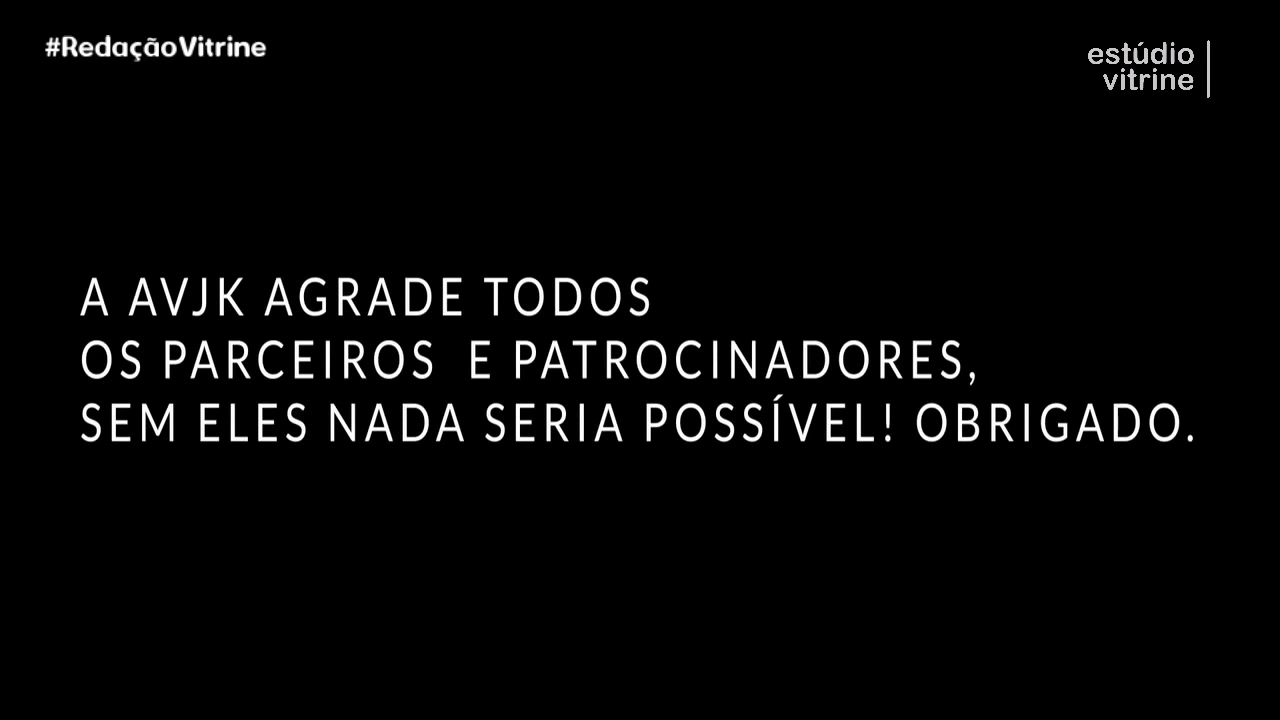 #RedaçãoVitrine
estúdio
vitrine
A AVJK AGRADE TODOS
OS PARCEIROS  E PATROCINADORES,
SEM ELES NADA SERIA POSSÍVEL! OBRIGADO.